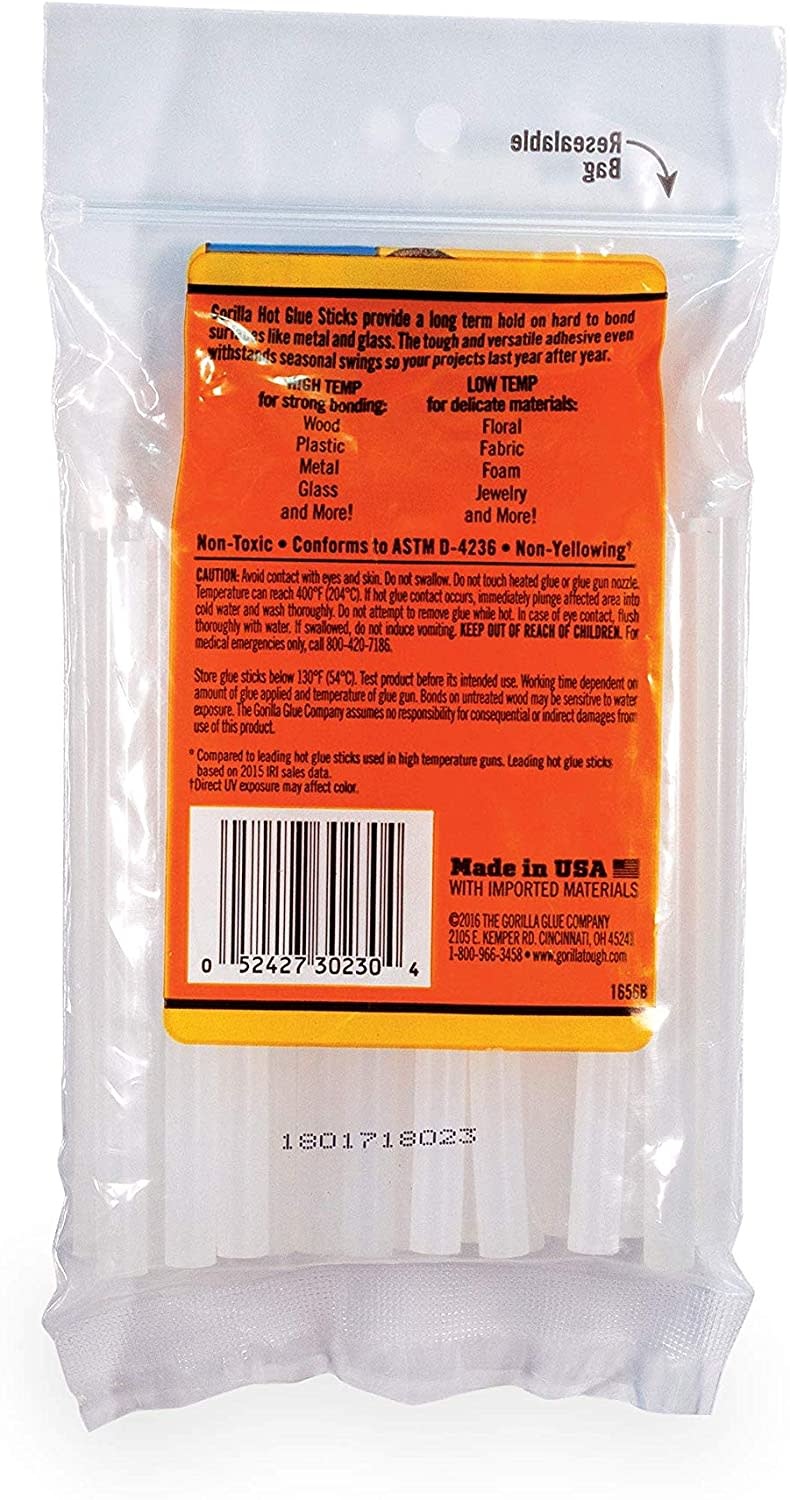 Resealable
Bag
Gorilla Hot Glue Sticks provide a long term hold on hard to bond
surfaces like metal and glass. The tough and versatile adhesive even
withstands seasonal swings so your projects last year after year.
HIGH TEMP
for strong bonding:
Wood
Plastic
Metal
Glass
and More!
LOW TEMP
for delicate materials:
Floral
Fabric
Foam
Jewelry
and More!
Non-Toxic • Conforms to ASTM D-4236 • Non-Yellowing†
CAUTION: Avoid contact with eyes and skin. Do not swallow. Do not touch heated glue or glue gun nozzle.
Temperature can reach 400°F (204°C). If hot glue contact occurs, immediately plunge affected area into
cold water and wash thoroughly. Do not attempt to remove glue while hot. In case of eye contact, flush
thoroughly with water. If swallowed, do not induce vomiting. KEEP OUT OF REACH OF CHILDREN. For
medical emergencies only, call 800-420-7186.
Store glue sticks below 130°F (54°C). Test product before its intended use. Working time dependent on
amount of glue applied and temperature of glue gun. Bonds on untreated wood may be sensitive to water
exposure. The Gorilla Glue Company assumes no responsibility for consequential or indirect damages from
use of this product.
* Compared to leading hot glue sticks used in high temperature guns. Leading hot glue sticks
based on 2015 IRI sales data.
†Direct UV exposure may affect color.
0 52427 30230 4
Made in USA
WITH IMPORTED MATERIALS
©2016 THE GORILLA GLUE COMPANY
2105 E. KEMPER RD. CINCINNATI, OH 45241
1-800-966-3458 • www.gorillatough.com
1656B
1801718023